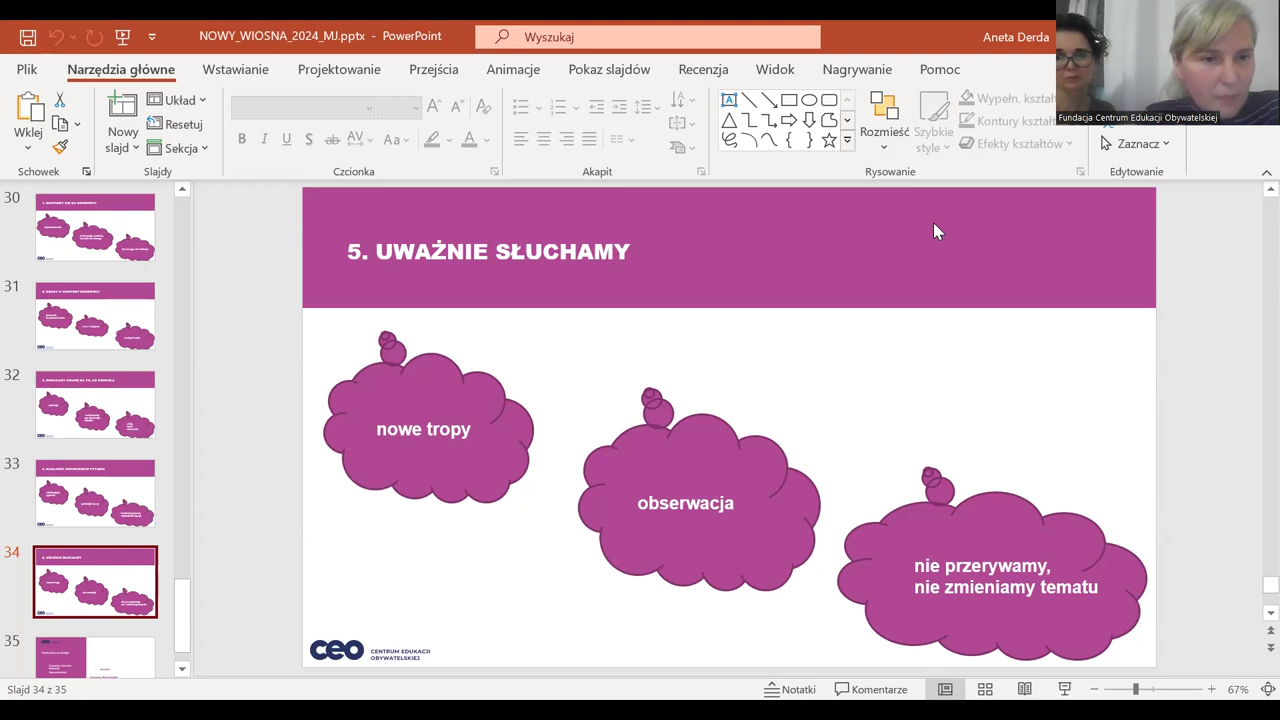 NOWY_WIOSNA_2024_MJ.pptx - PowerPoint
Wyszukaj
Aneta Derda
Plik
Narzędzia główne
Wstawianie
Projektowanie
Przejścia
Animacje
Pokaz slajdów
Recenzja
Widok
Nagrywanie
Pomoc
Fundacja Centrum Edukacji Obywatelskiej
Wklej
Nowy
slajd
Układ
Resetuj
Sekcja
Rozmieść
Szybkie
style
Wypełn. kształt
Kontury kształtu
Efekty kształtów
Zaznacz
Schowek
Slajdy
Czcionka
Akapit
Rysowanie
Edytowanie
30
31
32
33
34
35
5. UWAŻNIE SŁUCHAMY
nowe tropy
obserwacja
nie przerywamy,
nie zmieniamy tematu
ceo CENTRUM EDUKACJI
OBYWATELSKIEJ
Slajd 34 z 35
Notatki
Komentarze
67%